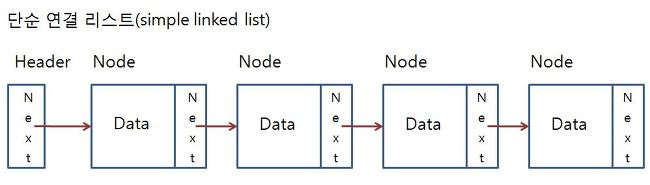 단순 연결 리스트(simple linked list)
Header Node Node Node Node
Next Data Next Data Next Data Next Data Next